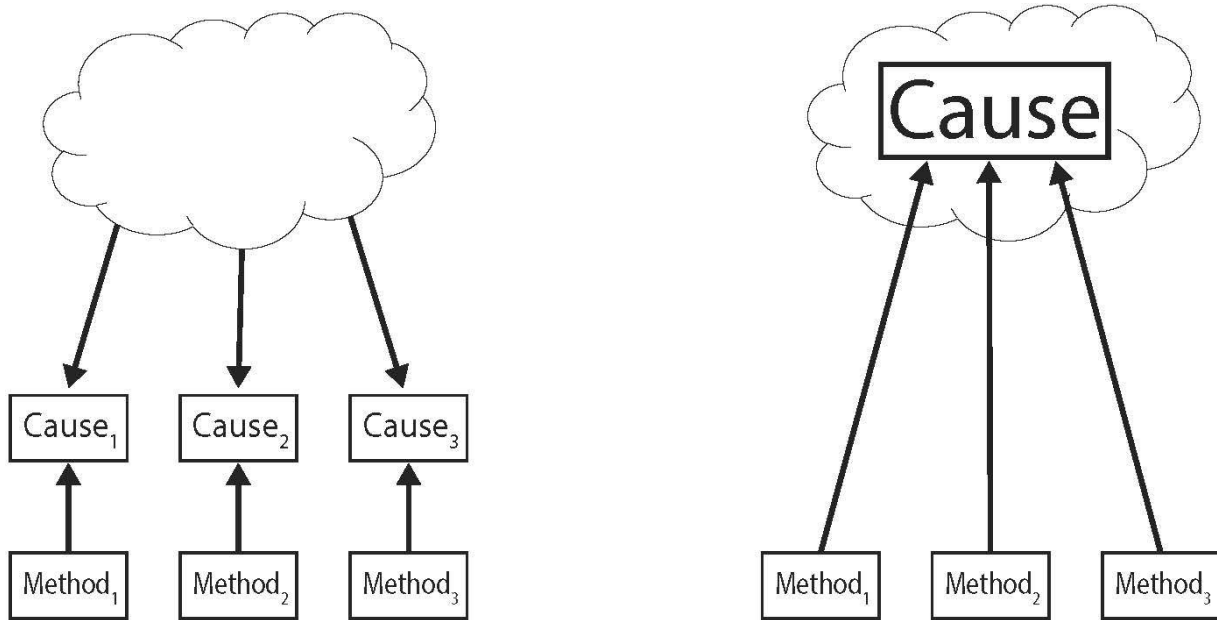 Cause
Cause₁ Cause₂ Cause₃
Method₁ Method₂ Method₃ Method₁ Method₂ Method₃